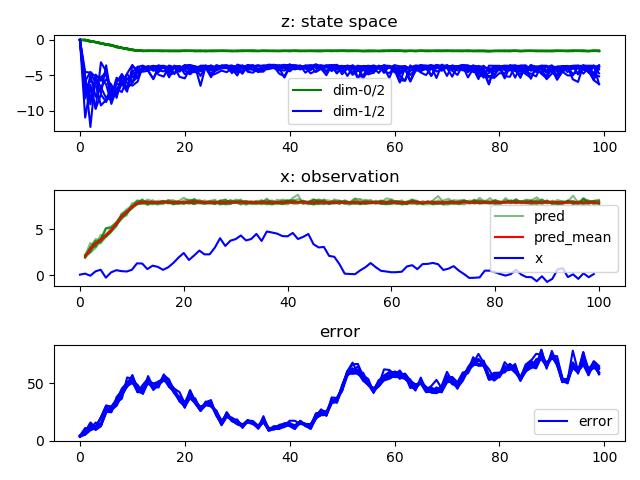 z: state space
0
−5
−10
dim-0/2
dim-1/2
0 20 40 60 80 100
x: observation
5
0
pred
pred_mean
x
0 20 40 60 80 100
error
50
0
error
0 20 40 60 80 100